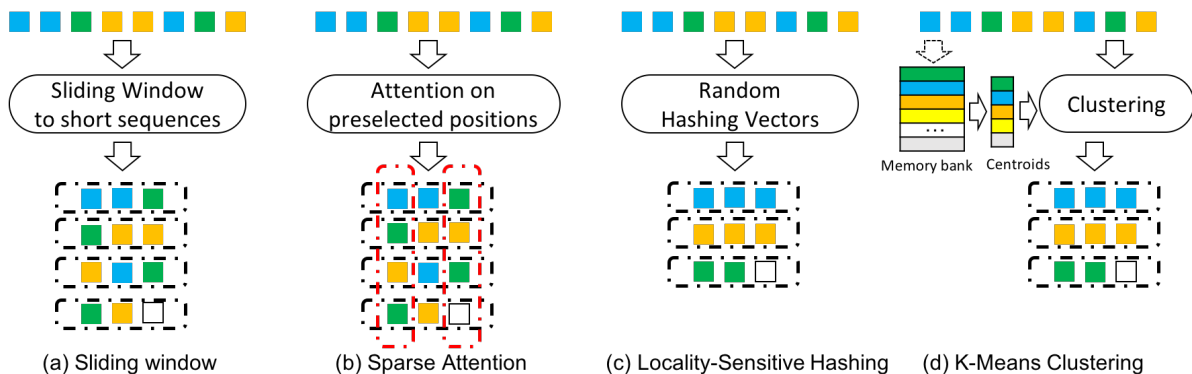 Sliding Window
to short sequences
Attention on
preselected positions
Random
Hashing Vectors
Clustering
...
Memory bank
Centroids
(a) Sliding window
(b) Sparse Attention
(c) Locality-Sensitive Hashing
(d) K-Means Clustering